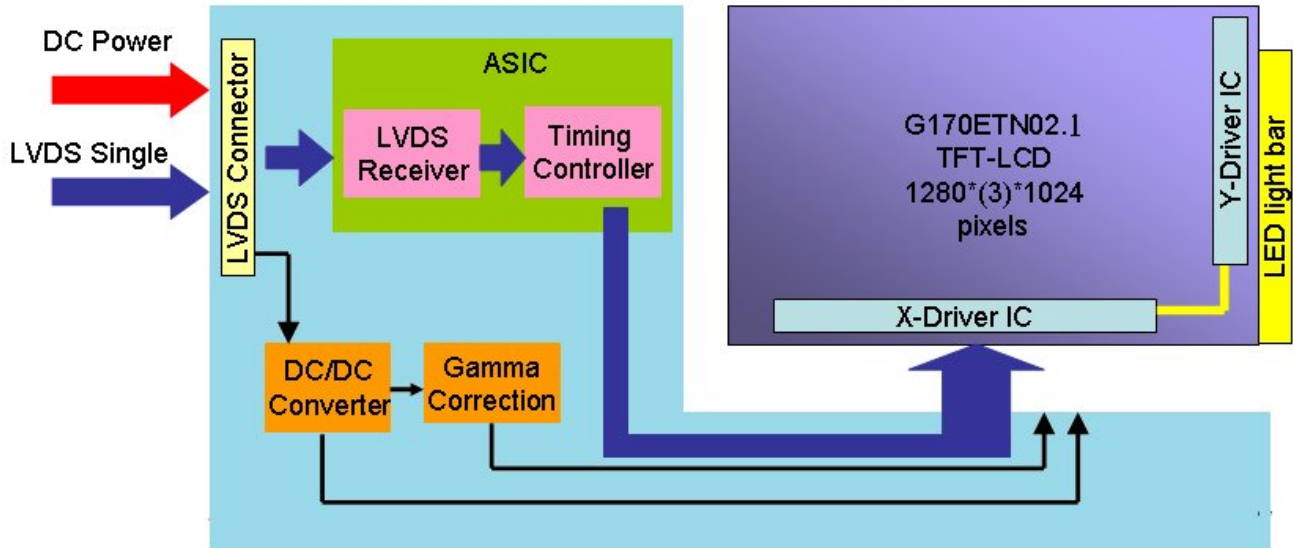 DC Power
LVDS Single
LVDS Connector
ASIC
LVDS
Receiver
Timing
Controller
DC/DC
Converter
Gamma
Correction
G170ETN02.1
TFT-LCD
1280*(3)*1024
pixels
X-Driver IC
Y-Driver IC
LED light bar